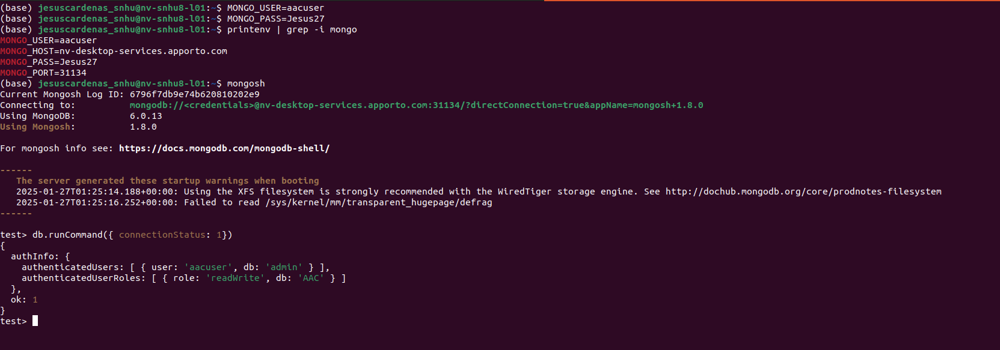 (base) jesuscardenas_snhu@nv-snhu8-l01:~$ MONGO_USER=aacuser
(base) jesuscardenas_snhu@nv-snhu8-l01:~$ MONGO_PASS=Jesus27
(base) jesuscardenas_snhu@nv-snhu8-l01:~$ printenv | grep -i mongo
MONGO_USER=aacuser
MONGO_HOST=nv-desktop-services.apporto.com
MONGO_PASS=Jesus27
MONGO_PORT=31134
(base) jesuscardenas_snhu@nv-snhu8-l01:~$ mongosh
Current Mongosh Log ID: 6796f7db9e74b620810202e9
Connecting to:          mongodb://<credentials>@nv-desktop-services.apporto.com:31134/?directConnection=true&appName=mongosh+1.8.0
Using MongoDB:          6.0.13
Using Mongosh:          1.8.0

For mongosh info see: https://docs.mongodb.com/mongodb-shell/

------
   The server generated these startup warnings when booting
   2025-01-27T01:25:14.188+00:00: Using the XFS filesystem is strongly recommended with the WiredTiger storage engine. See http://dochub.mongodb.org/core/prodnotes-filesystem
   2025-01-27T01:25:16.252+00:00: Failed to read /sys/kernel/mm/transparent_hugepage/defrag
------

test> db.runCommand({ connectionStatus: 1})
{
  authInfo: {
    authenticatedUsers: [ { user: 'aacuser', db: 'admin' } ],
    authenticatedUserRoles: [ { role: 'readWrite', db: 'AAC' } ]
  },
  ok: 1
}
test>